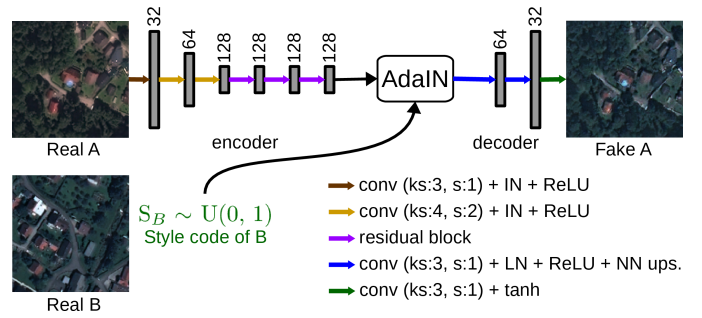 32
64
128
128
128
128
64
32
AdaIN
Real A
encoder
decoder
Fake A
S_B ∼ U(0, 1)
Style code of B
Real B
conv (ks:3, s:1) + IN + ReLU
conv (ks:4, s:2) + IN + ReLU
residual block
conv (ks:3, s:1) + LN + ReLU + NN ups.
conv (ks:3, s:1) + tanh